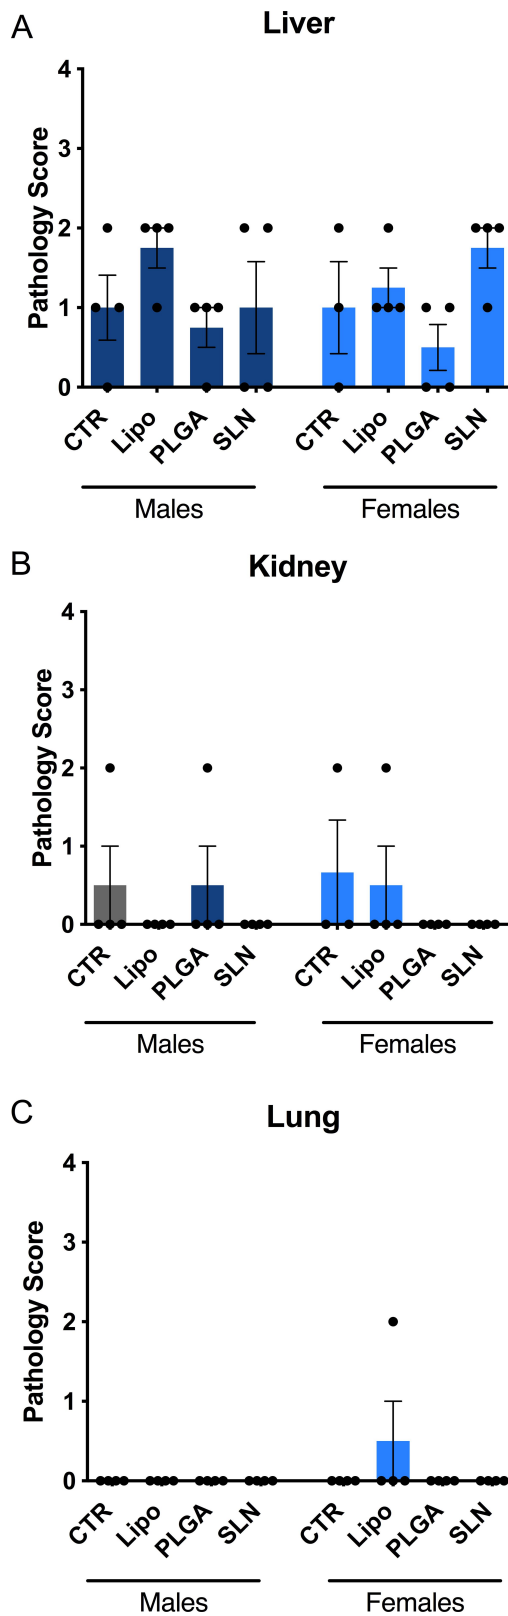 A
Liver
Pathology Score
4
3
2
1
0
CTR
Lipo
PLGA
SLN
CTR
Lipo
PLGA
SLN
Males
Females
B
Kidney
Pathology Score
4
3
2
1
0
CTR
Lipo
PLGA
SLN
CTR
Lipo
PLGA
SLN
Males
Females
C
Lung
Pathology Score
4
3
2
1
0
CTR
Lipo
PLGA
SLN
CTR
Lipo
PLGA
SLN
Males
Females